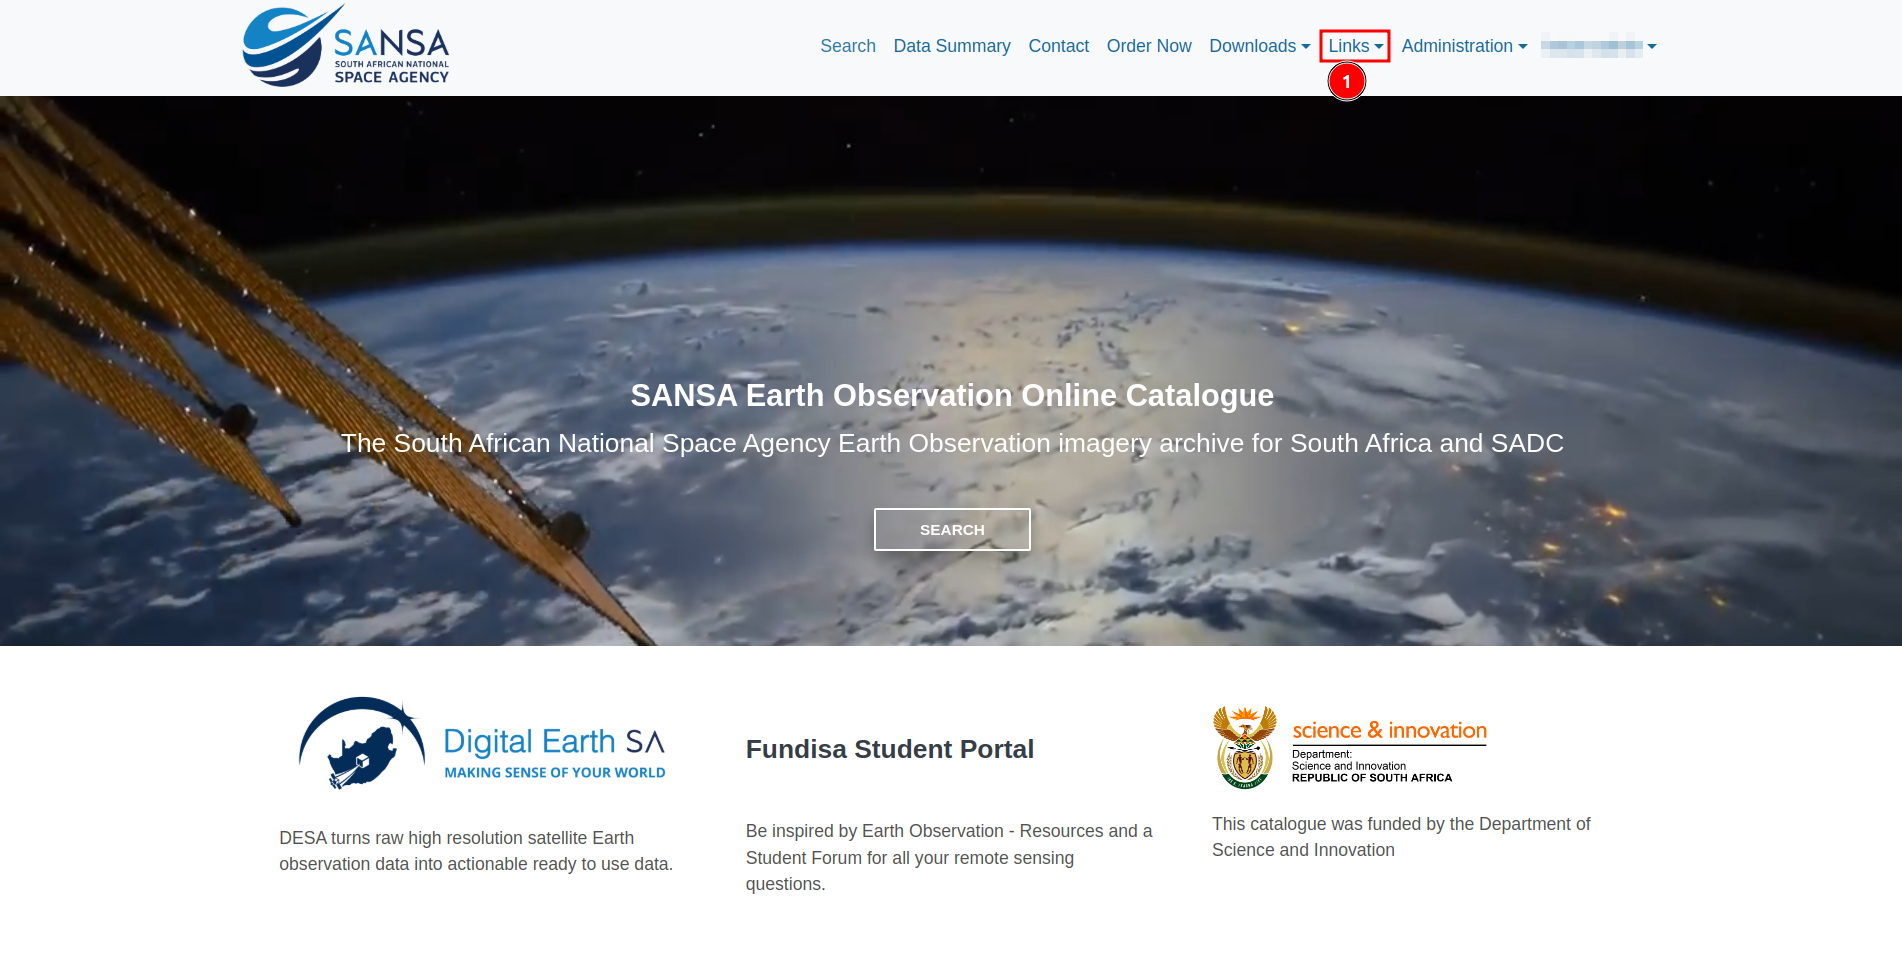 SANSA
SOUTH AFRICAN NATIONAL
SPACE AGENCY
Search Data Summary Contact Order Now Downloads Links Administration
1
SANSA Earth Observation Online Catalogue
The South African National Space Agency Earth Observation imagery archive for South Africa and SADC
SEARCH
Digital Earth SA
MAKING SENSE OF YOUR WORLD
DESA turns raw high resolution satellite Earth
observation data into actionable ready to use data.
Fundisa Student Portal
Be inspired by Earth Observation - Resources and a
Student Forum for all your remote sensing
questions.
science & innovation
Department:
Science and Innovation
REPUBLIC OF SOUTH AFRICA
This catalogue was funded by the Department of
Science and Innovation